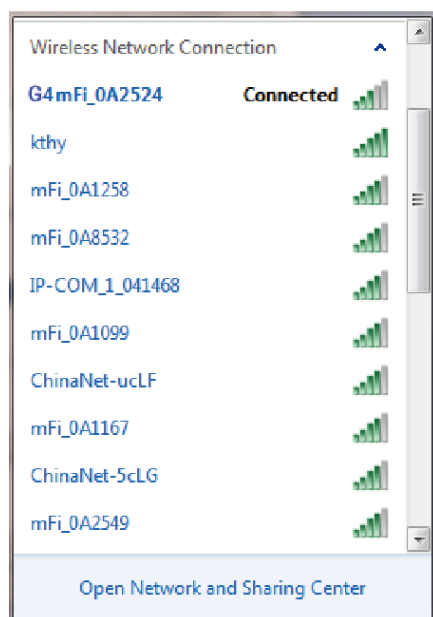 Wireless Network Connection
G4mFi_0A2524 Connected
kthy
mFi_0A1258
mFi_0A8532
IP-COM_1_041468
mFi_0A1099
ChinaNet-ucLF
mFi_0A1167
ChinaNet-5cLG
mFi_0A2549
Open Network and Sharing Center